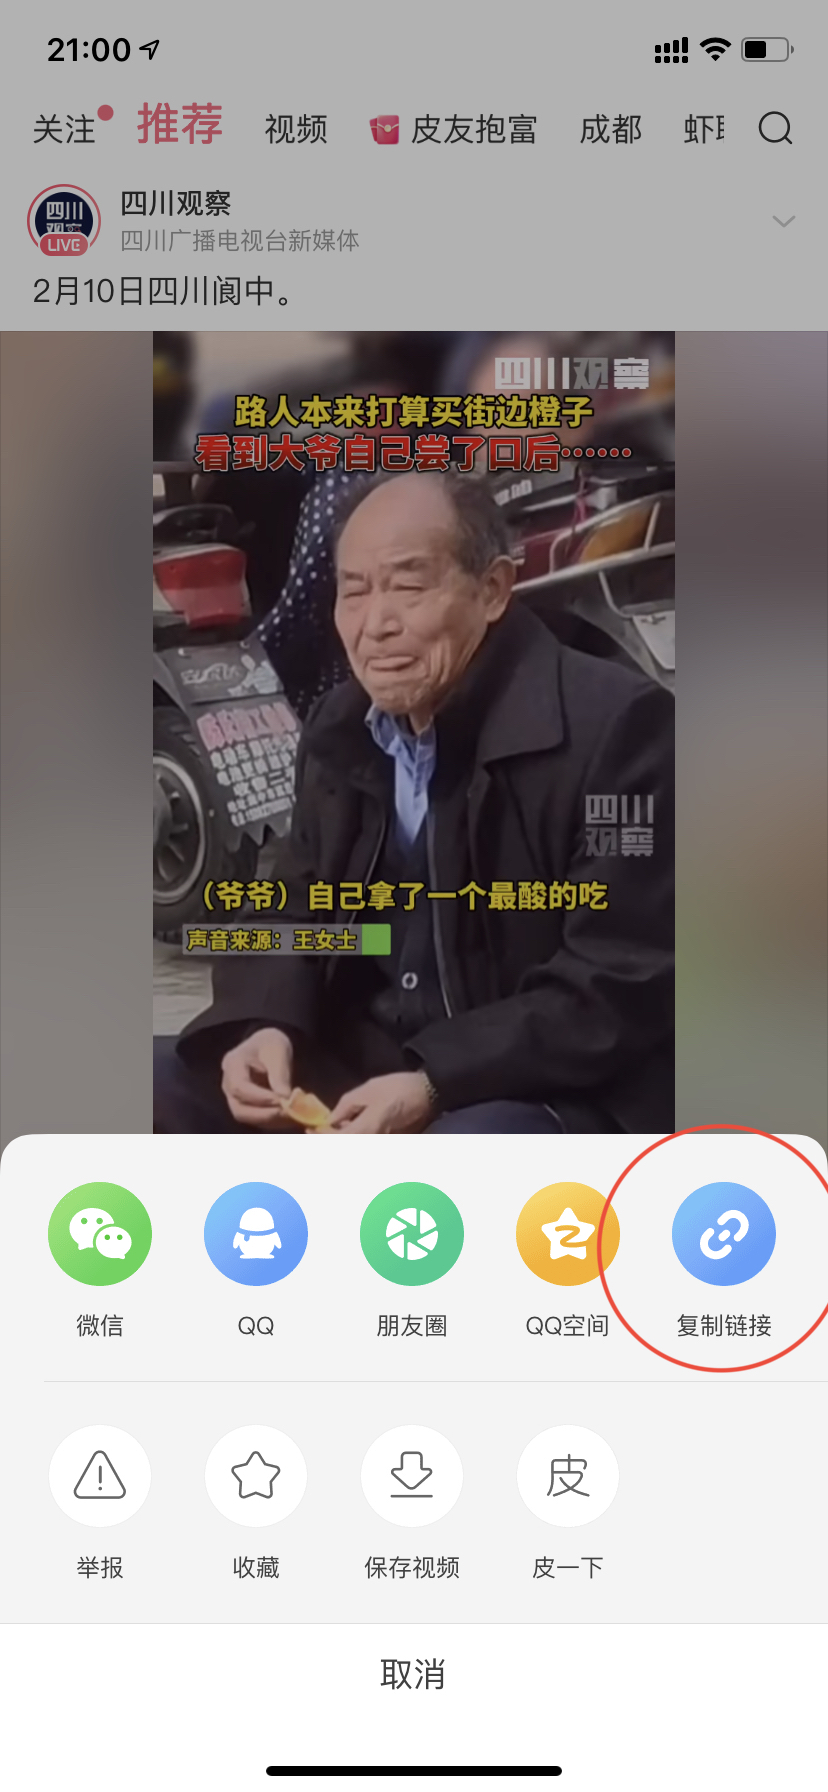 21:00
关注 推荐 视频 皮友抱富 成都
四川观察
四川观察
LIVE
四川广播电视台新媒体
2月10日四川阆中。
四川观察
路人本来打算买街边橙子
看到大爷自己尝了口后……
四川
观察
（爷爷）自己拿了一个最酸的吃
声音来源：王女士
微信 QQ 朋友圈 QQ空间 复制链接
皮
举报 收藏 保存视频 皮一下
取消